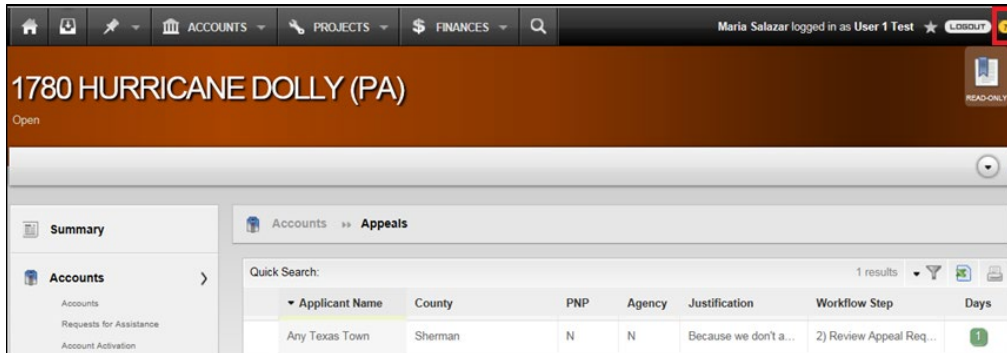 ACCOUNTS PROJECTS $ FINANCES Maria Salazar logged in as User 1 Test LOGOUT
1780 HURRICANE DOLLY (PA)
READ-ONLY
Open
Summary
Accounts
Accounts
Requests for Assistance
Account Activation
Accounts »» Appeals
Quick Search: 1 results
Applicant Name County PNP Agency Justification Workflow Step Days
Any Texas Town Sherman N N Because we don't a... 2) Review Appeal Req... 1